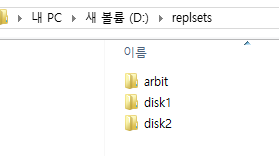 내 PC ▸ 새 볼륨 (D:) ▸ replsets
이름
arbit
disk1
disk2